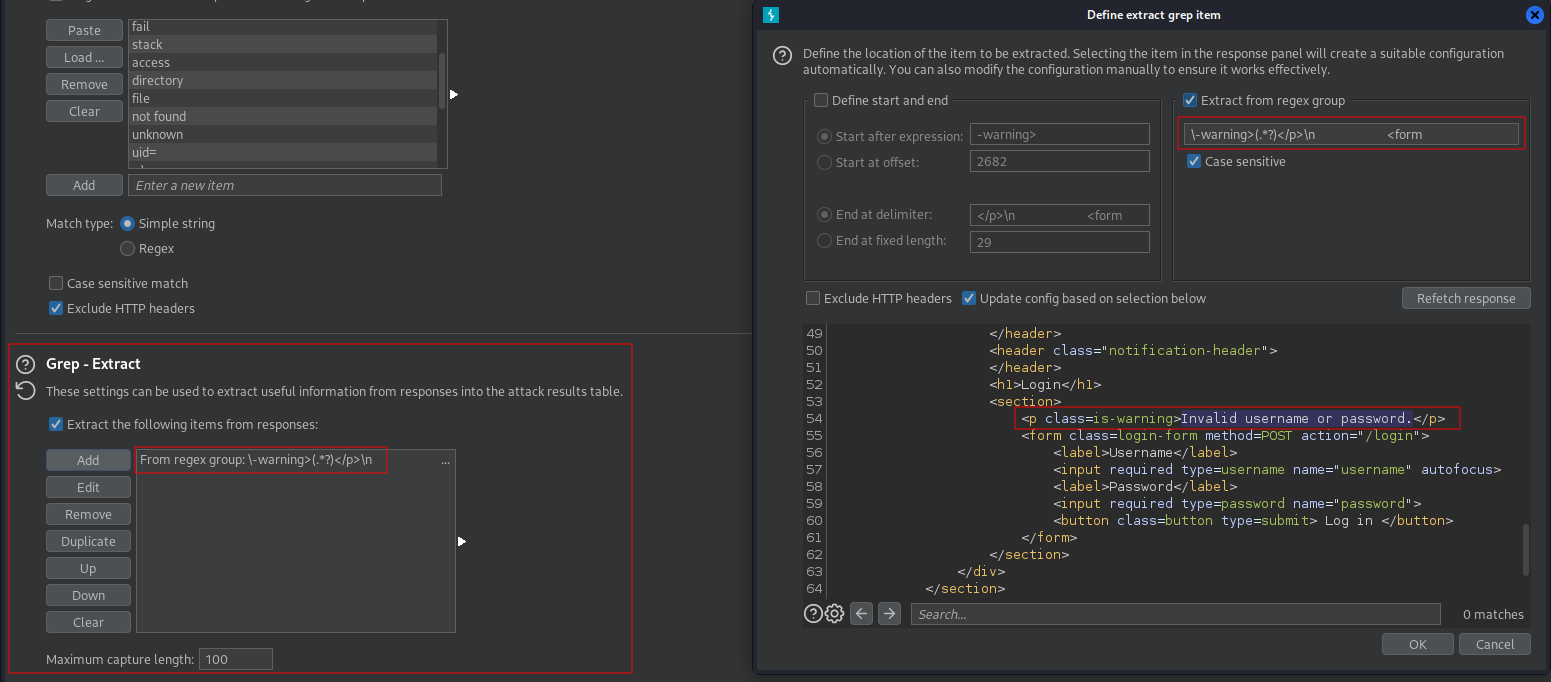 Paste
fail
stack
Load ...
access
Remove
directory
file
Clear
not found
unknown
uid=
Add
Enter a new item
Match type:
Simple string
Regex
Case sensitive match
Exclude HTTP headers
Grep - Extract
These settings can be used to extract useful information from responses into the attack results table.
Extract the following items from responses:
Add
From regex group: \-warning>(.*?)</p>\n
...
Edit
Remove
Duplicate
Up
Down
Clear
Maximum capture length:
100
Define extract grep item
Define the location of the item to be extracted. Selecting the item in the response panel will create a suitable configuration
automatically. You can also modify the configuration manually to ensure it works effectively.
Define start and end
Start after expression:
-warning>
Start at offset:
2682
End at delimiter:
</p>\n                    <form
End at fixed length:
29
Extract from regex group
\-warning>(.*?)</p>\n                    <form
Case sensitive
Exclude HTTP headers
Update config based on selection below
Refetch response
49 </header>
50 <header class="notification-header">
51 </header>
52 <h1>Login</h1>
53 <section>
54 <p class=is-warning>Invalid username or password.</p>
55 <form class=login-form method=POST action="/login">
56 <label>Username</label>
57 <input required type=username name="username" autofocus>
58 <label>Password</label>
59 <input required type=password name="password">
60 <button class=button type=submit> Log in </button>
61 </form>
62 </section>
63 </div>
64 </section>
Search...
0 matches
OK
Cancel